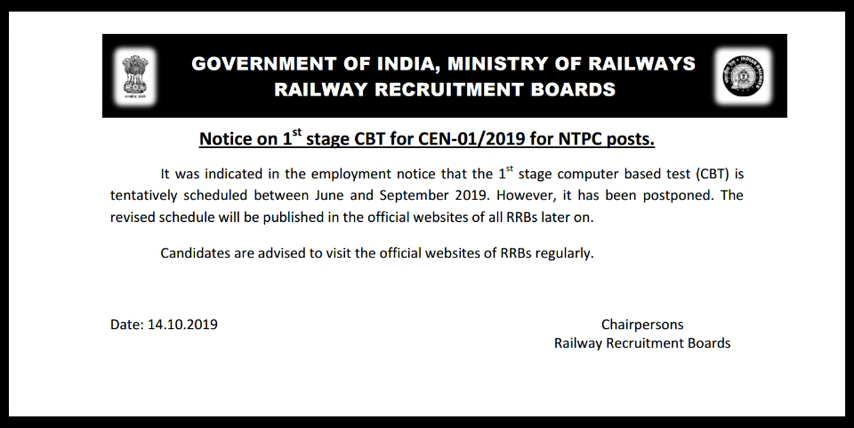 GOVERNMENT OF INDIA, MINISTRY OF RAILWAYS
RAILWAY RECRUITMENT BOARDS
Notice on 1st stage CBT for CEN-01/2019 for NTPC posts.
It was indicated in the employment notice that the 1st stage computer based test (CBT) is
tentatively scheduled between June and September 2019. However, it has been postponed. The
revised schedule will be published in the official websites of all RRBs later on.
Candidates are advised to visit the official websites of RRBs regularly.
Date: 14.10.2019
Chairpersons
Railway Recruitment Boards